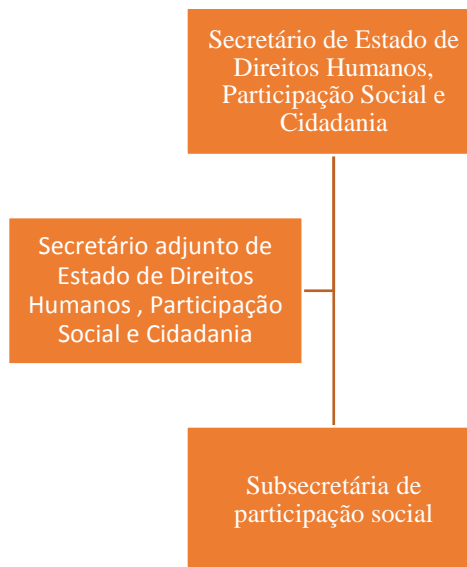 Secretário de Estado de
Direitos Humanos,
Participação Social e
Cidadania
Secretário adjunto de
Estado de Direitos
Humanos , Participação
Social e Cidadania
Subsecretária de
participação social